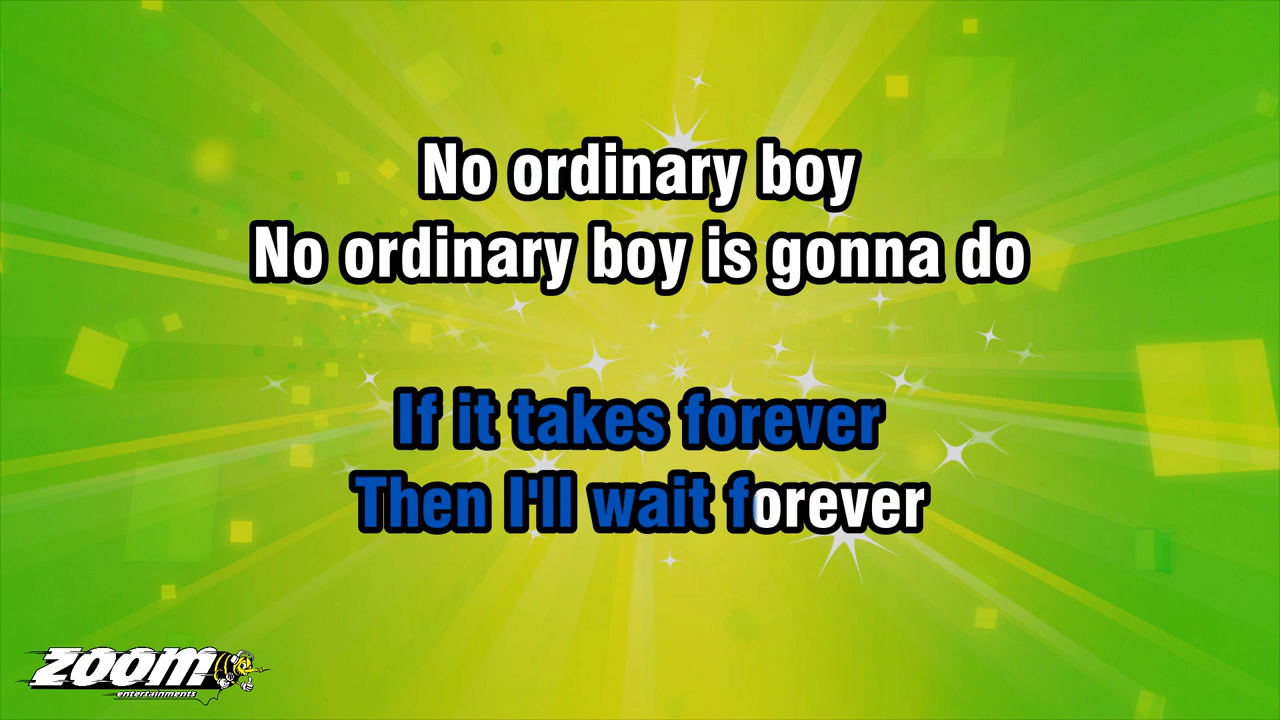 No ordinary boy
No ordinary boy is gonna do
If it takes forever
Then I'll wait forever
zoom
entertainments